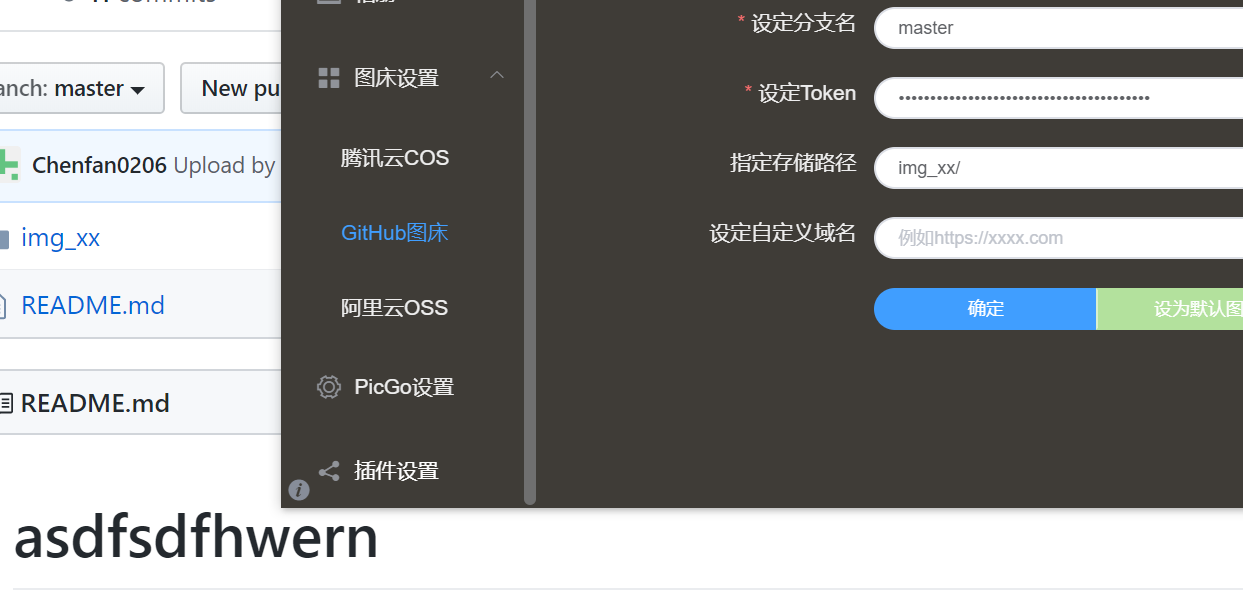 commits
Branch: master
New pu
Chenfan0206 Upload by
img_xx
README.md
README.md
asdfsdfhwern
图床设置
腾讯云COS
GitHub图床
阿里云OSS
PicGo设置
插件设置
* 设定分支名
master
* 设定Token
•••••••••••••••••••••••••••••••••••••••
指定存储路径
img_xx/
设定自定义域名
例如https://xxxx.com
确定
设为默认图